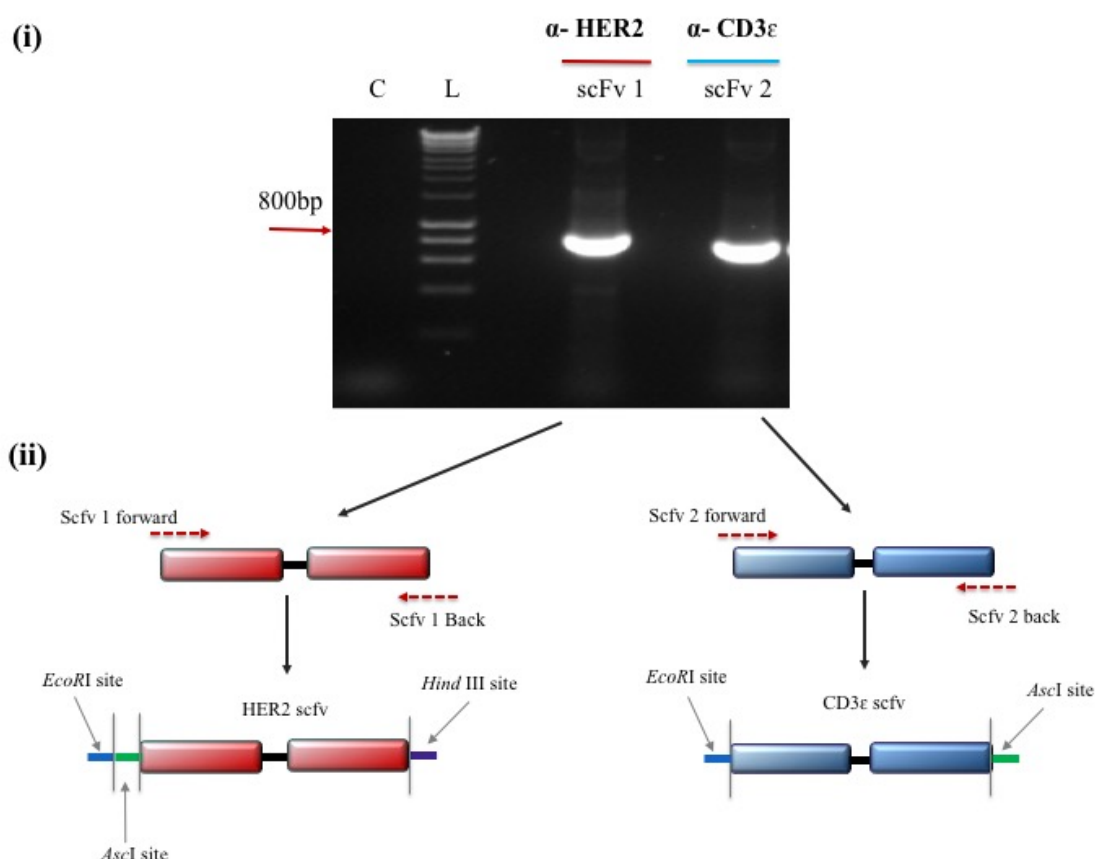 (i)
α- HER2 α- CD3ε
C L scFv 1 scFv 2
800bp
(ii)
Scfv 1 forward
Scfv 2 forward
Scfv 1 Back
Scfv 2 back
EcoRI site
Hind III site
HER2 scfv
AscI site
EcoRI site
CD3ε scfv
AscI site